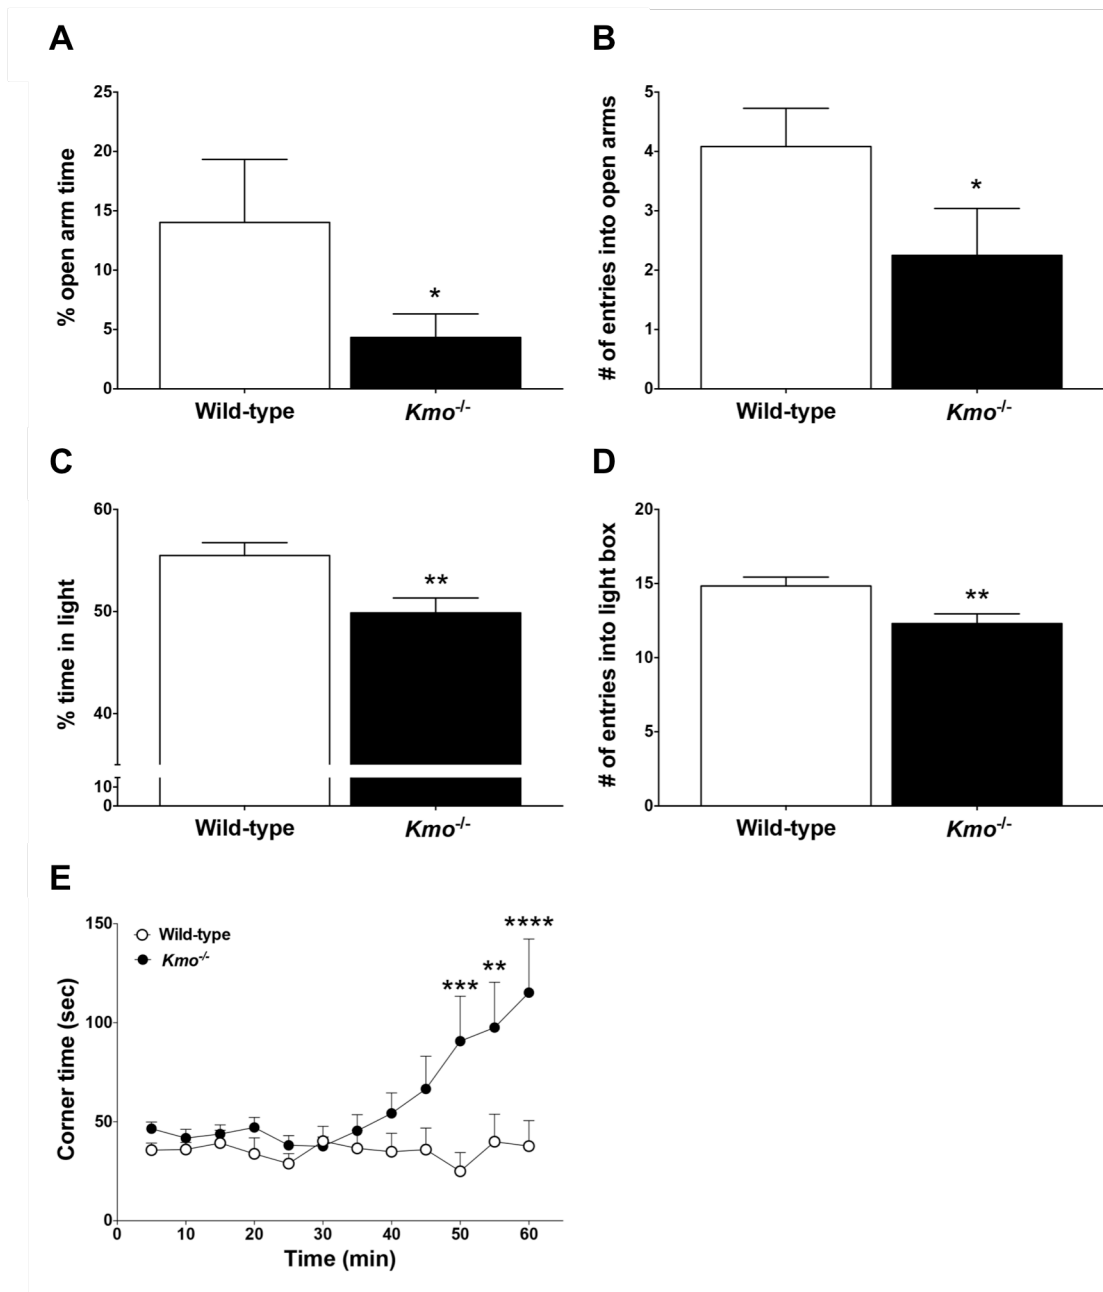 A
B
% open arm time
25
20
15
10
5
0
*
Wild-type
Kmo-/-
# of entries into open arms
5
4
3
2
1
0
*
Wild-type
Kmo-/-
C
D
% time in light
60
50
40
10
0
**
Wild-type
Kmo-/-
# of entries into light box
20
15
10
5
0
**
Wild-type
Kmo-/-
E
Corner time (sec)
150
100
50
0
Wild-type
Kmo-/-
***
**
****
0 10 20 30 40 50 60
Time (min)